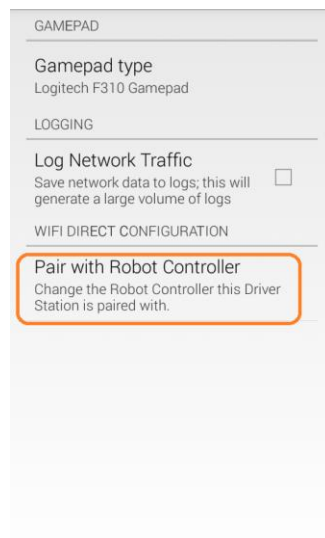 GAMEPAD
Gamepad type
Logitech F310 Gamepad
LOGGING
Log Network Traffic
Save network data to logs; this will
generate a large volume of logs
WIFI DIRECT CONFIGURATION
Pair with Robot Controller
Change the Robot Controller this Driver
Station is paired with.